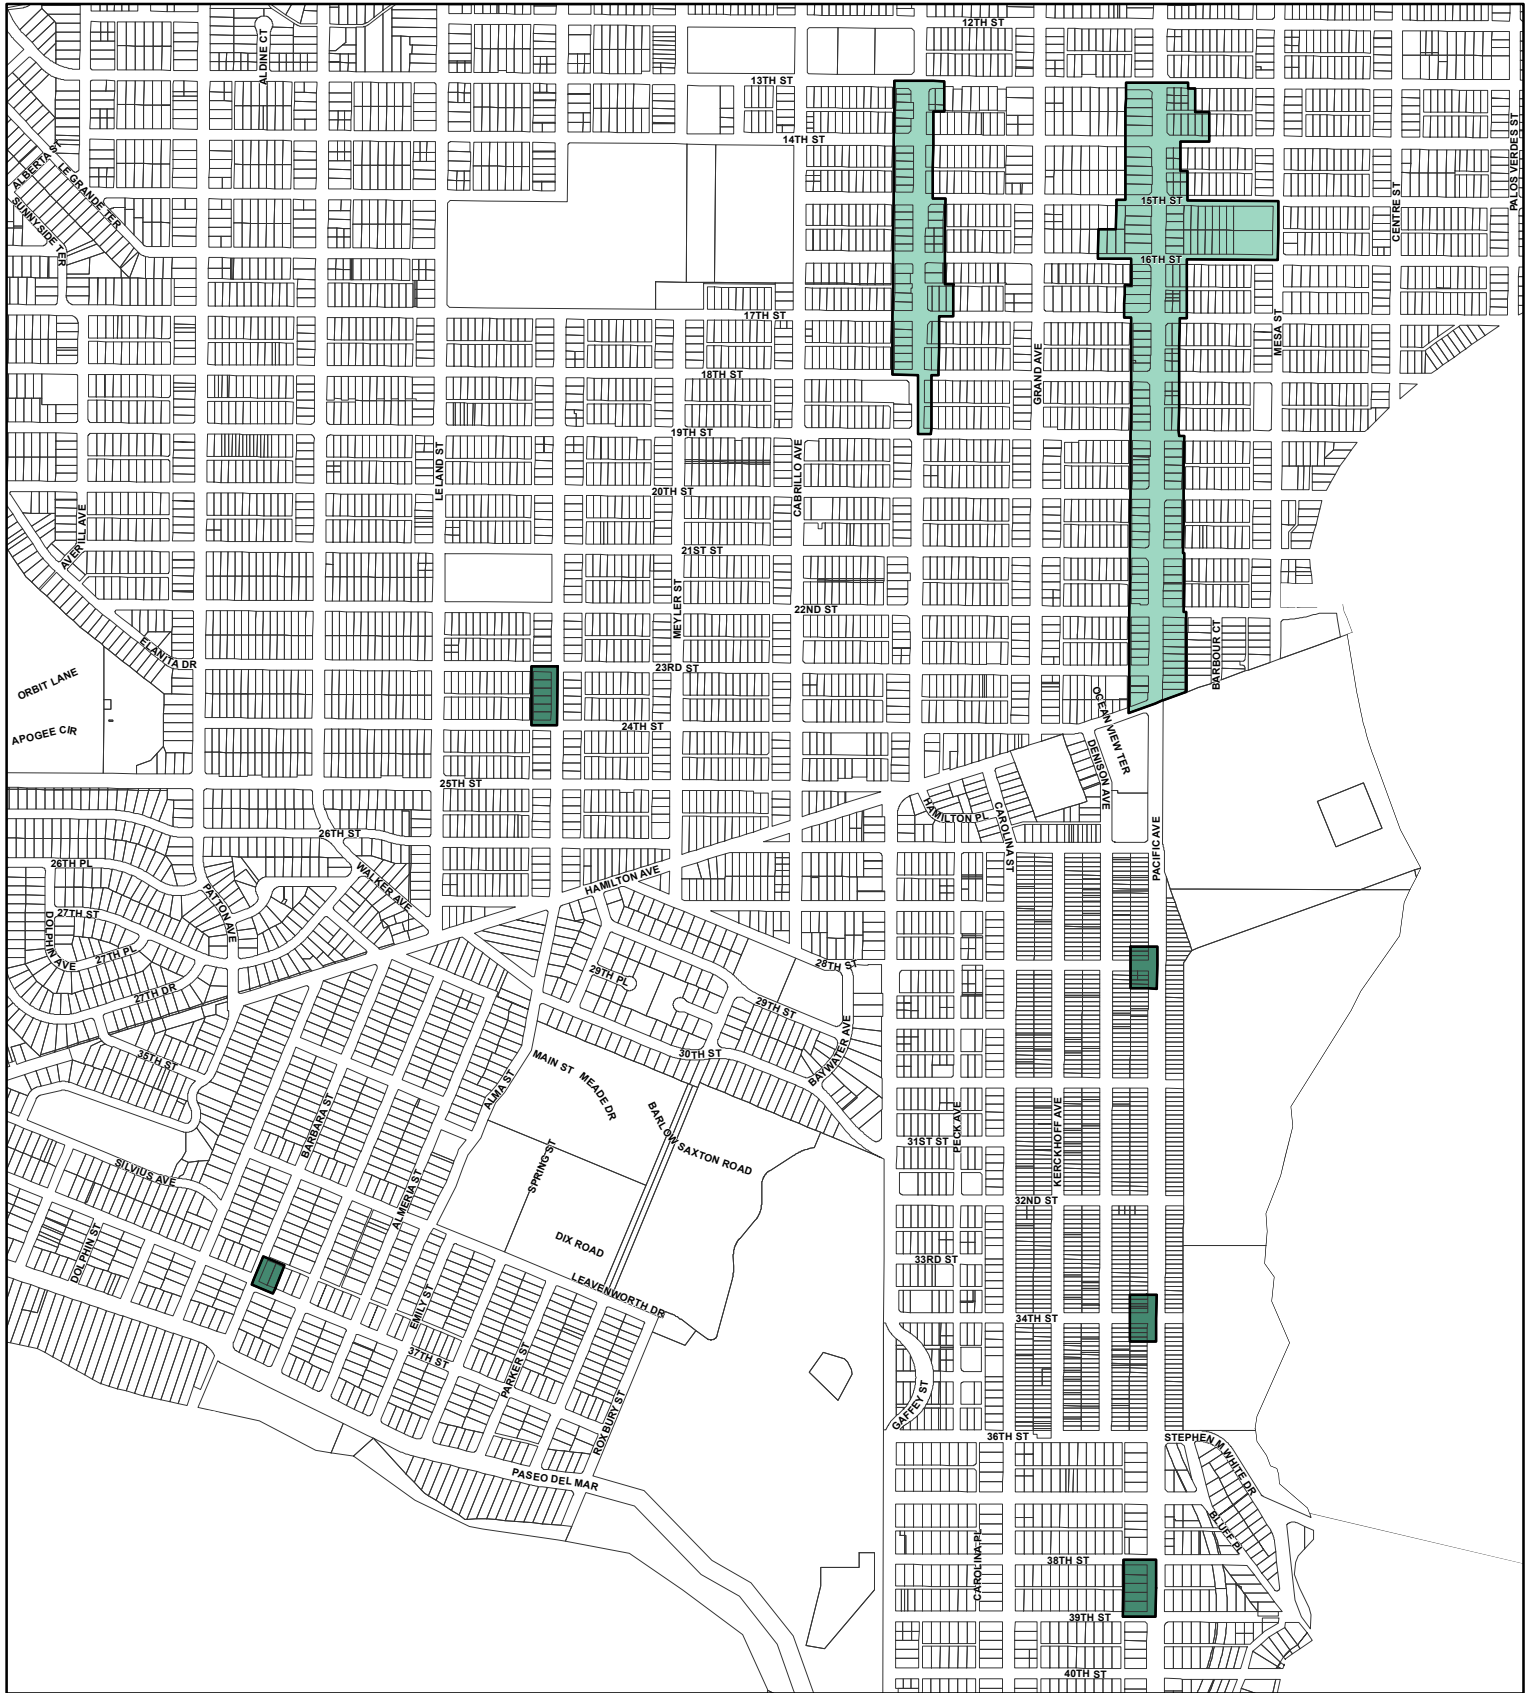 12TH ST
ALDINE CT
13TH ST
14TH ST
PALOS VERDES ST
ALBERTA ST
LE GRANDE TER
SUNNYSIDE TER
15TH ST
CENTRE ST
16TH ST
17TH ST
MESA ST
GRAND AVE
18TH ST
19TH ST
LELAND ST
CABRILLO AVE
20TH ST
AVERILL AVE
21ST ST
MEYLER ST
22ND ST
BARBOUR CT
ELANITA DR
23RD ST
ORBIT LANE
24TH ST
OCEAN VIEW TER
APOGEE CIR
DENISON AVE
25TH ST
HAMILTON PL
CAROLINA ST
26TH ST
PACIFIC AVE
26TH PL
WALKER AVE
HAMILTON AVE
PATTON AVE
27TH ST
DOLPHIN AVE
27TH PL
28TH ST
29TH PL
27TH DR
29TH ST
35TH ST
30TH ST
BAYWATER AVE
MAIN ST
MEADE DR
ALMA ST
BARLOW SAXTON ROAD
BARBARA ST
PECK AVE
KERCKHOFF AVE
31ST ST
SPRING ST
SILVIUS AVE
ALMERIA ST
32ND ST
DOLPHIN ST
DIX ROAD
33RD ST
LEAVENWORTH DR
EMILY ST
34TH ST
37TH ST
PARKER ST
GAFFEY ST
ROXBURY ST
36TH ST
STEPHEN M WHITE DR
PASEO DEL MAR
BLUFF PL
38TH ST
CAROLINA PL
39TH ST
40TH ST